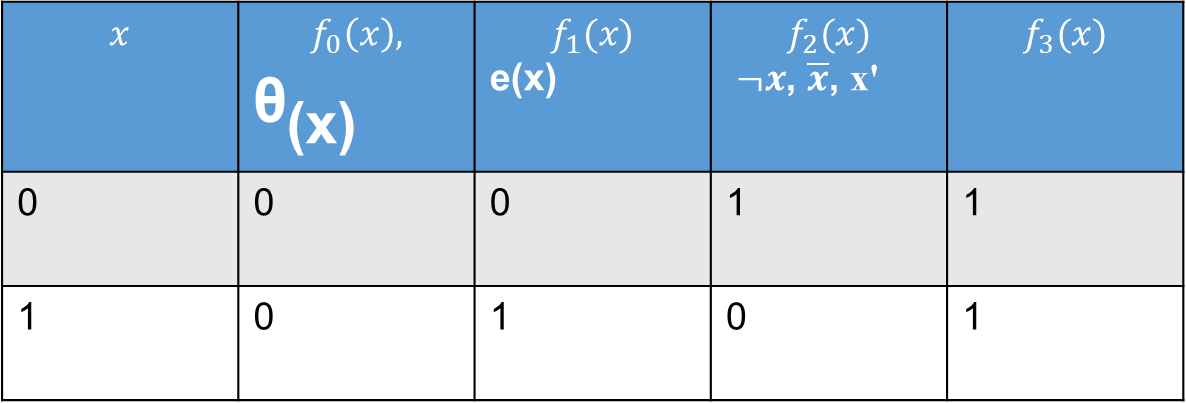 x f₀(x), f₁(x) f₂(x) f₃(x)
θ(x) e(x) ¬x, x̅, x'
0 0 0 1 1
1 0 1 0 1